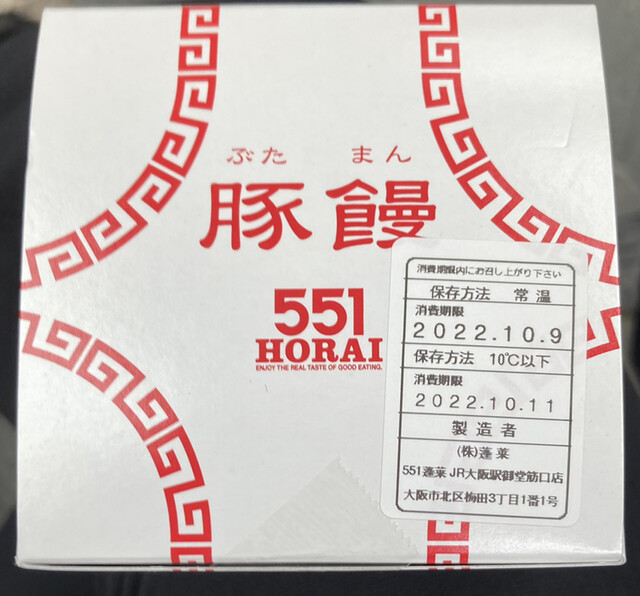 ぶた まん
豚饅
551
HORAI
ENJOY THE REAL TASTE OF GOOD EATING.
消費期限内にお召し上がり下さい
保存方法 常温
消費期限
2022.10.9
保存方法 10℃以下
消費期限
2022.10.11
製造者
(株)蓬莱
551蓬莱 JR大阪駅御堂筋口店
大阪市北区梅田3丁目1番1号